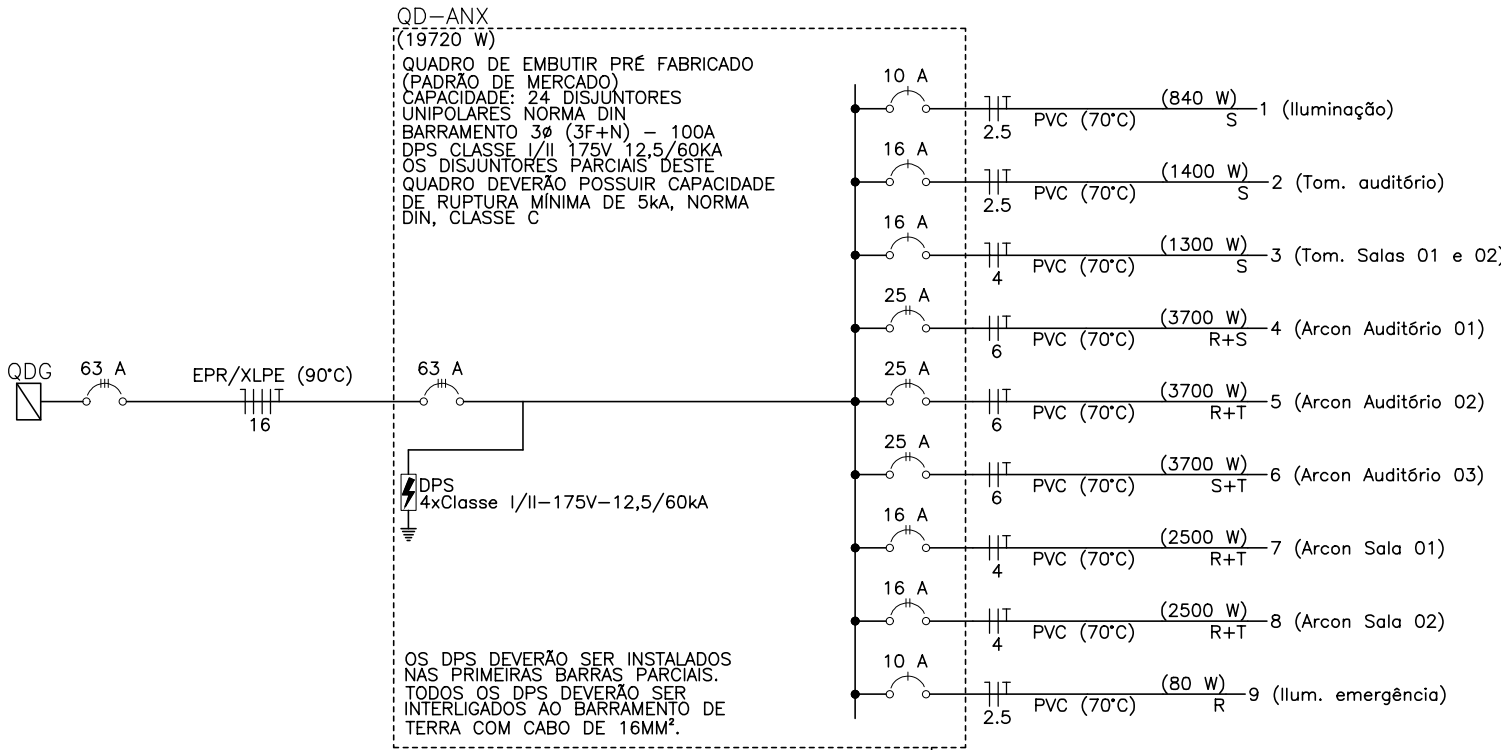 QD-ANX
(19720 W)
QUADRO DE EMBUTIR PRÉ FABRICADO
(PADRÃO DE MERCADO)
CAPACIDADE: 24 DISJUNTORES
UNIPOLARES NORMA DIN
BARRAMENTO 3ø (3F+N) - 100A
DPS CLASSE I/II 175V 12,5/60KA
OS DISJUNTORES PARCIAIS DESTE
QUADRO DEVERÃO POSSUIR CAPACIDADE
DE RUPTURA MÍNIMA DE 5kA, NORMA
DIN, CLASSE C
QDG
63 A
EPR/XLPE (90°C)
16
63 A
DPS
4xClasse I/II-175V-12,5/60kA
OS DPS DEVERÃO SER INSTALADOS
NAS PRIMEIRAS BARRAS PARCIAIS.
TODOS OS DPS DEVERÃO SER
INTERLIGADOS AO BARRAMENTO DE
TERRA COM CABO DE 16MM².
10 A
2.5 PVC (70°C) (840 W) S 1 (Iluminação)
16 A
2.5 PVC (70°C) (1400 W) S 2 (Tom. auditório)
16 A
4 PVC (70°C) (1300 W) S 3 (Tom. Salas 01 e 02)
25 A
6 PVC (70°C) (3700 W) R+S 4 (Arcon Auditório 01)
25 A
6 PVC (70°C) (3700 W) R+T 5 (Arcon Auditório 02)
25 A
6 PVC (70°C) (3700 W) S+T 6 (Arcon Auditório 03)
16 A
4 PVC (70°C) (2500 W) R+T 7 (Arcon Sala 01)
16 A
4 PVC (70°C) (2500 W) R+T 8 (Arcon Sala 02)
10 A
2.5 PVC (70°C) (80 W) R 9 (Ilum. emergência)